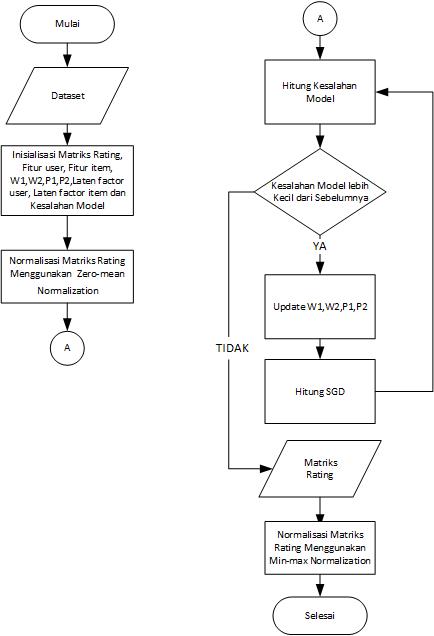 Mulai
Dataset
Inisialisasi Matriks Rating,
Fitur user, Fitur item,
W1,W2,P1,P2,Laten factor
user, Laten factor item dan
Kesalahan Model
Normalisasi Matriks Rating
Menggunakan Zero-mean
Normalization
A
A
Hitung Kesalahan
Model
Kesalahan Model lebih
Kecil dari Sebelumnya
YA
Update W1,W2,P1,P2
TIDAK
Hitung SGD
Matriks
Rating
Normalisasi Matriks
Rating Menggunakan
Min-max Normalization
Selesai